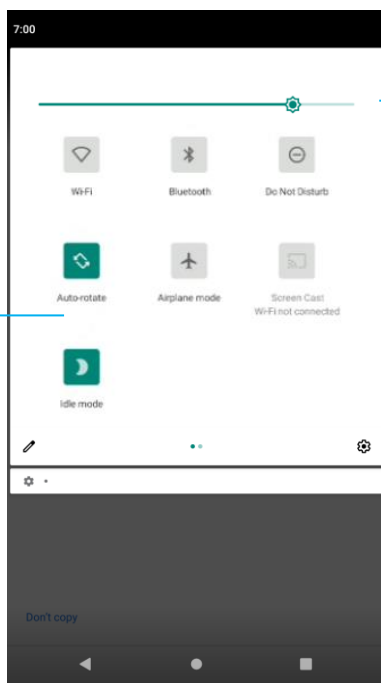 7:00
Wi-Fi
Bluetooth
Do Not Disturb
Auto-rotate
Airplane mode
Screen Cast
Wi-Fi not connected
Idle mode
Don't copy